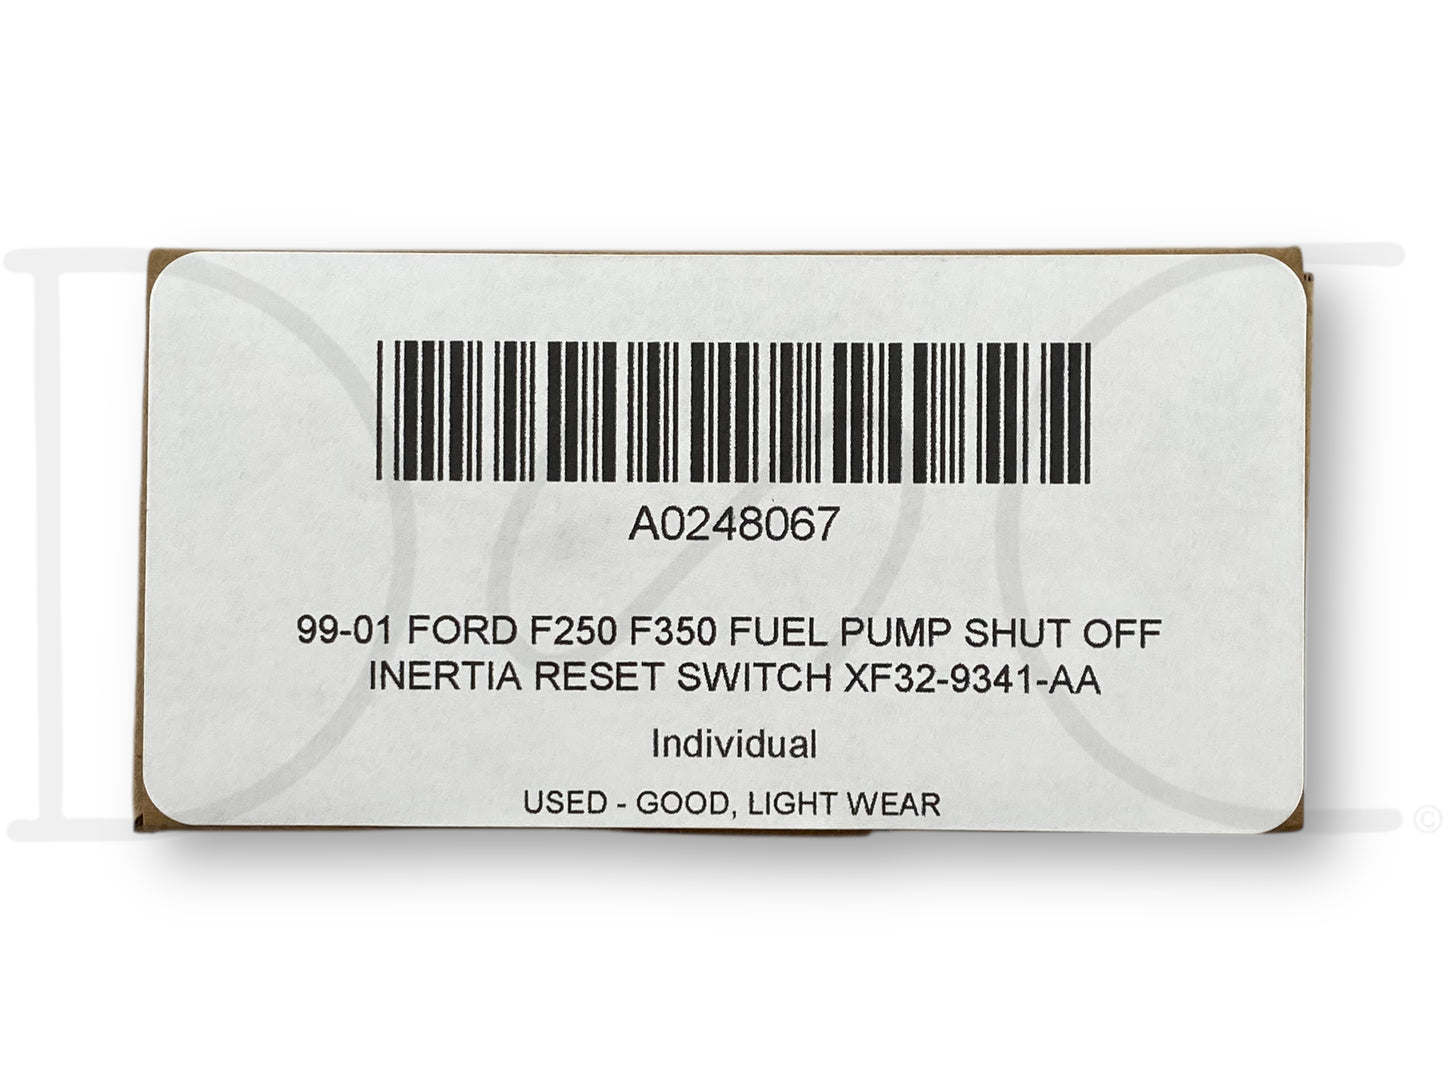 A0248067
99-01 FORD F250 F350 FUEL PUMP SHUT OFF
INERTIA RESET SWITCH XF32-9341-AA
Individual
USED - GOOD, LIGHT WEAR
©